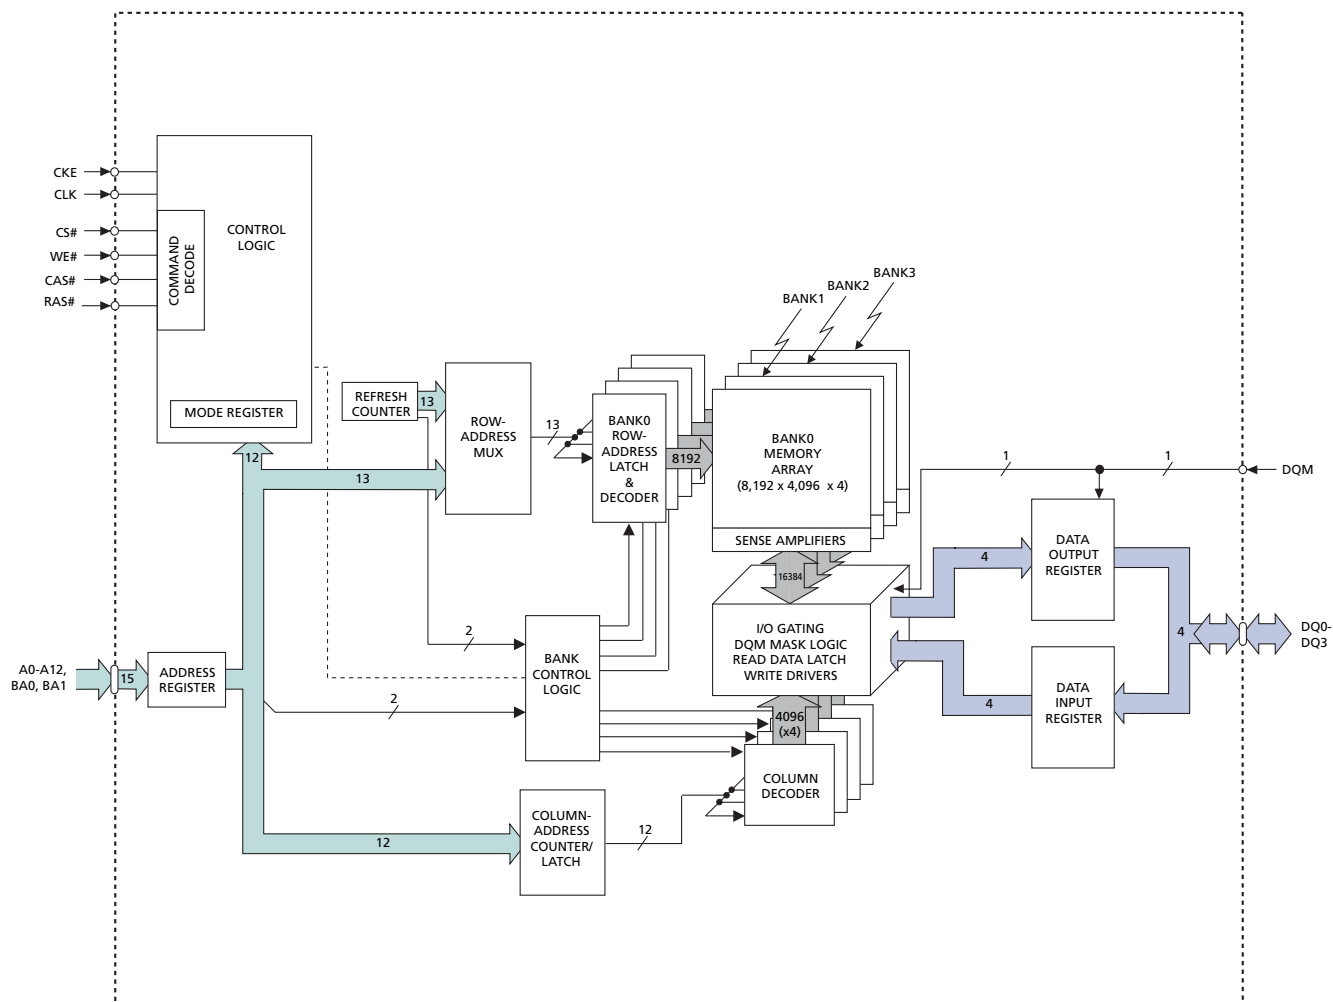 CKE
CLK
CS#
WE#
CAS#
RAS#
COMMAND
DECODE
CONTROL
LOGIC
MODE REGISTER
12
13
REFRESH
COUNTER
13
ROW-
ADDRESS
MUX
13
BANK0
ROW-
ADDRESS
LATCH
&
DECODER
8192
BANK1
BANK2
BANK3
BANK0
MEMORY
ARRAY
(8,192 x 4,096 x 4)
SENSE AMPLIFIERS
16384
I/O GATING
DQM MASK LOGIC
READ DATA LATCH
WRITE DRIVERS
1
1
DQM
4
DATA
OUTPUT
REGISTER
4
DQ0-
DQ3
4
DATA
INPUT
REGISTER
A0-A12,
BA0, BA1
15
ADDRESS
REGISTER
2
2
BANK
CONTROL
LOGIC
4096
(x4)
COLUMN
DECODER
12
COLUMN-
ADDRESS
COUNTER/
LATCH
12